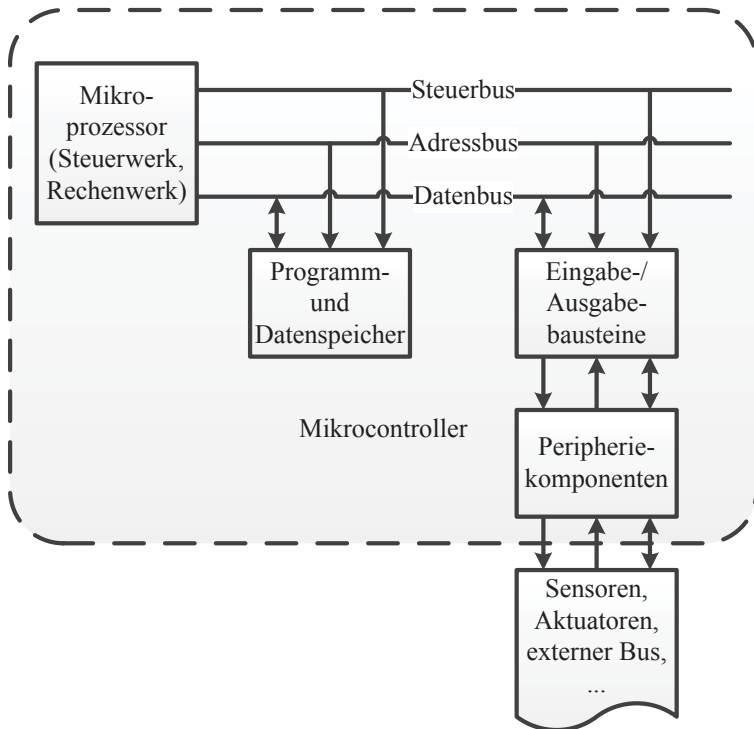 Mikro-
prozessor
(Steuerwerk,
Rechenwerk)
Steuerbus
Adressbus
Datenbus
Programm-
und
Datenspeicher
Eingabe-/
Ausgabe-
bausteine
Mikrocontroller
Peripherie-
komponenten
Sensoren,
Aktuatoren,
externer Bus,
...